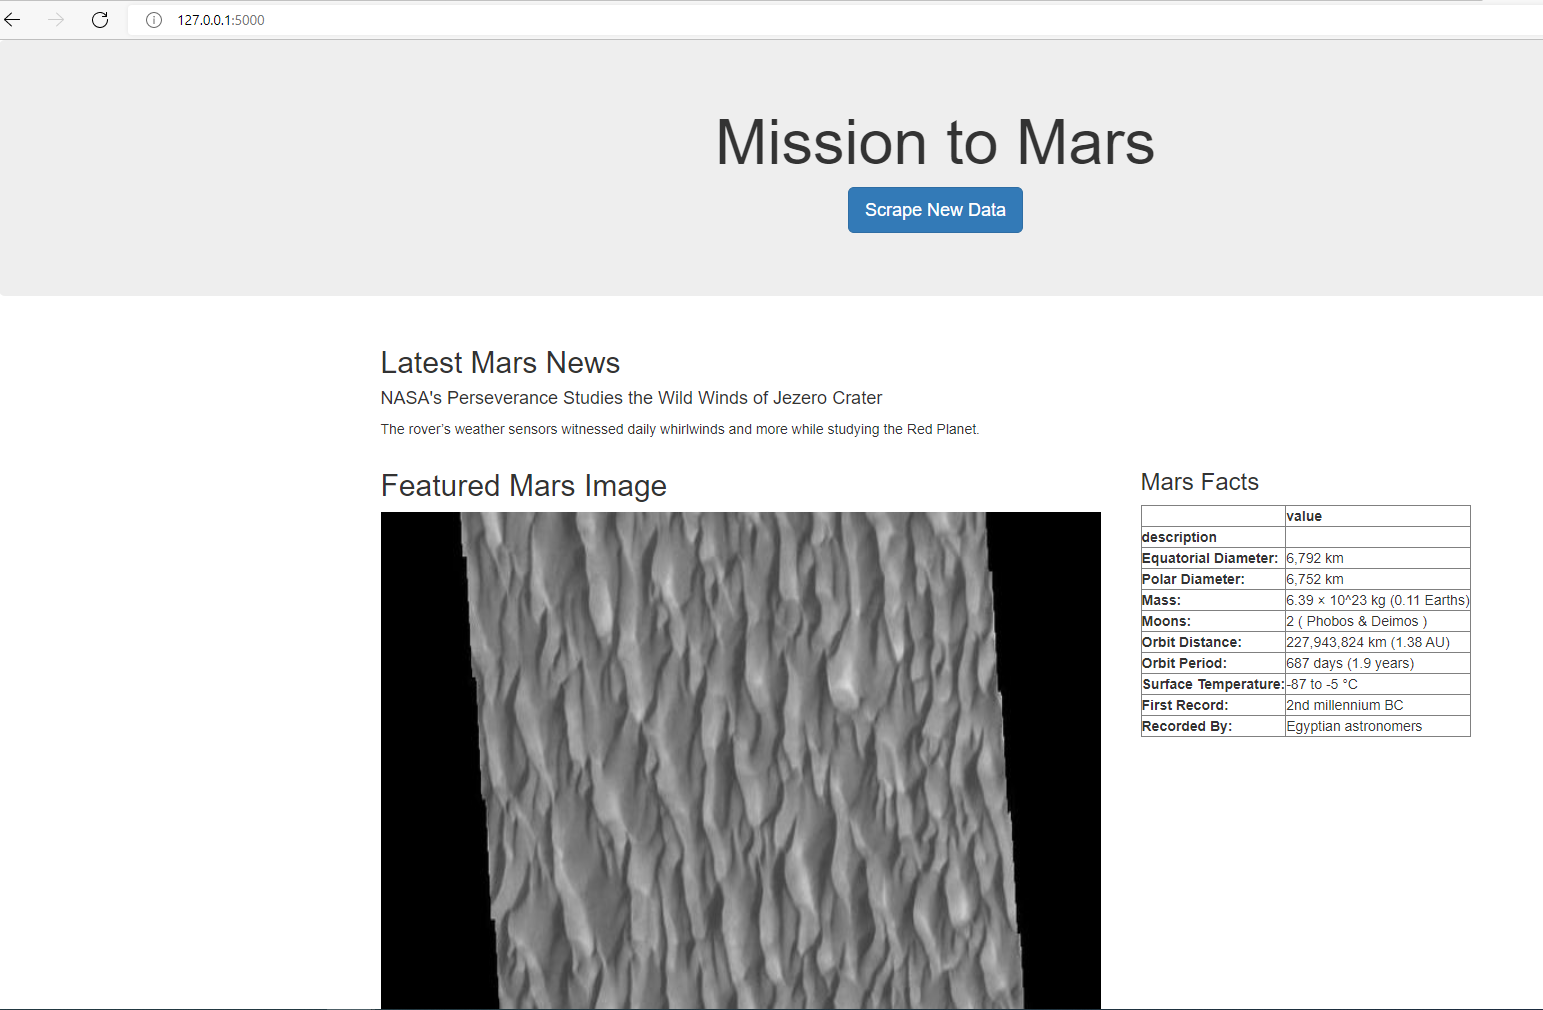 127.0.0.1:5000
Mission to Mars
Scrape New Data
Latest Mars News
NASA's Perseverance Studies the Wild Winds of Jezero Crater
The rover’s weather sensors witnessed daily whirlwinds and more while studying the Red Planet.
Featured Mars Image
Mars Facts
value
description
Equatorial Diameter: 6,792 km
Polar Diameter: 6,752 km
Mass: 6.39 × 10^23 kg (0.11 Earths)
Moons: 2 ( Phobos & Deimos )
Orbit Distance: 227,943,824 km (1.38 AU)
Orbit Period: 687 days (1.9 years)
Surface Temperature: -87 to -5 °C
First Record: 2nd millennium BC
Recorded By: Egyptian astronomers